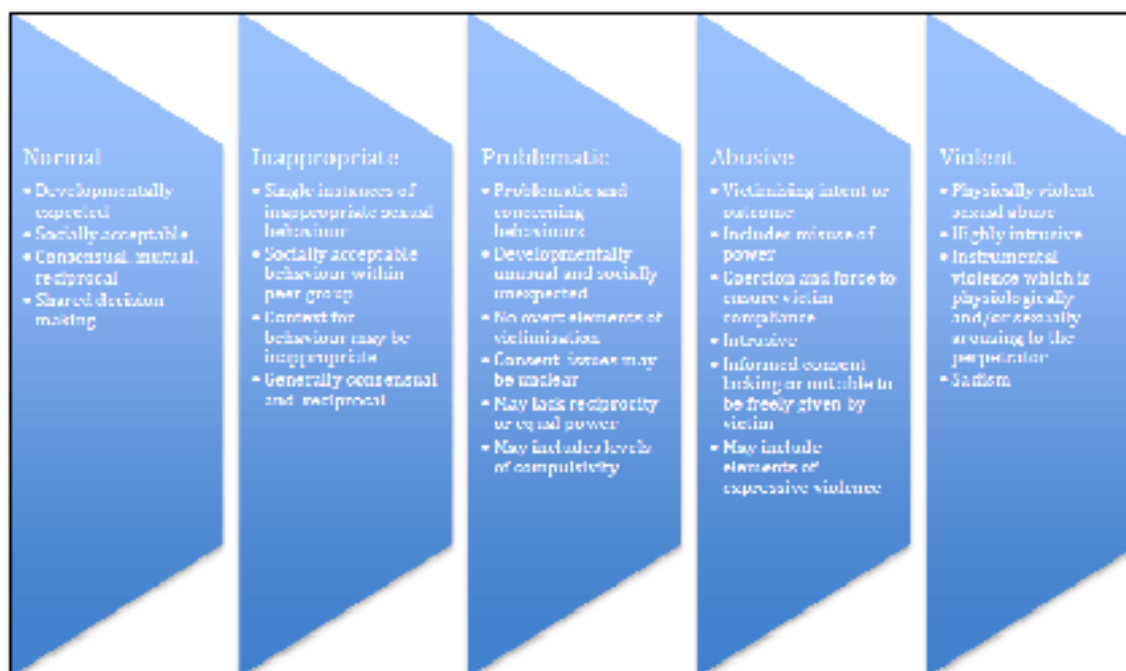 Normal
• Developmentally
expected
• Socially acceptable
• Consensual, mutual,
reciprocal
• Shared decision
making
Inappropriate
• Single instances of
inappropriate sexual
behaviour
• Socially acceptable
behaviour within
peer group
• Context for
behaviour may be
inappropriate
• Generally consensual
and reciprocal
Problematic
• Problematic and
concerning
behaviours
• Developmentally
unusual and socially
unexpected
• No overt elements of
victimisation
• Consent issues may
be unclear
• May lack reciprocity
or equal power
• May includes levels
of compulsivity
Abusive
• Victimising intent or
outcome
• Includes misuse of
power
• Coercion and force to
ensure victim
compliance
• Intrusive
• Informed consent
lacking or not able to
be freely given by
victim
• May include
elements of
expressive violence
Violent
• Physically violent
sexual abuse
• Highly intrusive
• Instrumental
violence which is
physiologically
and/or sexually
arousing to the
perpetrator
• Sadism